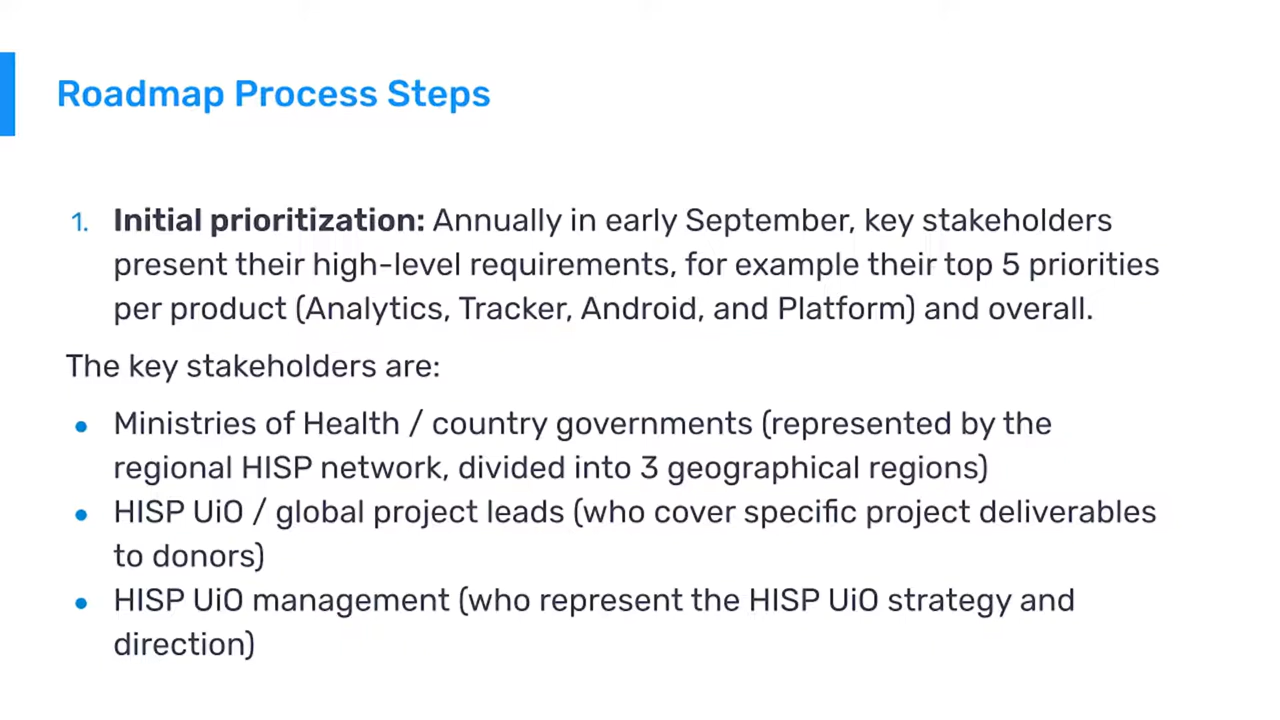 Roadmap Process Steps
1. Initial prioritization: Annually in early September, key stakeholders
present their high-level requirements, for example their top 5 priorities
per product (Analytics, Tracker, Android, and Platform) and overall.
The key stakeholders are:
● Ministries of Health / country governments (represented by the
regional HISP network, divided into 3 geographical regions)
● HISP UiO / global project leads (who cover specific project deliverables
to donors)
● HISP UiO management (who represent the HISP UiO strategy and
direction)